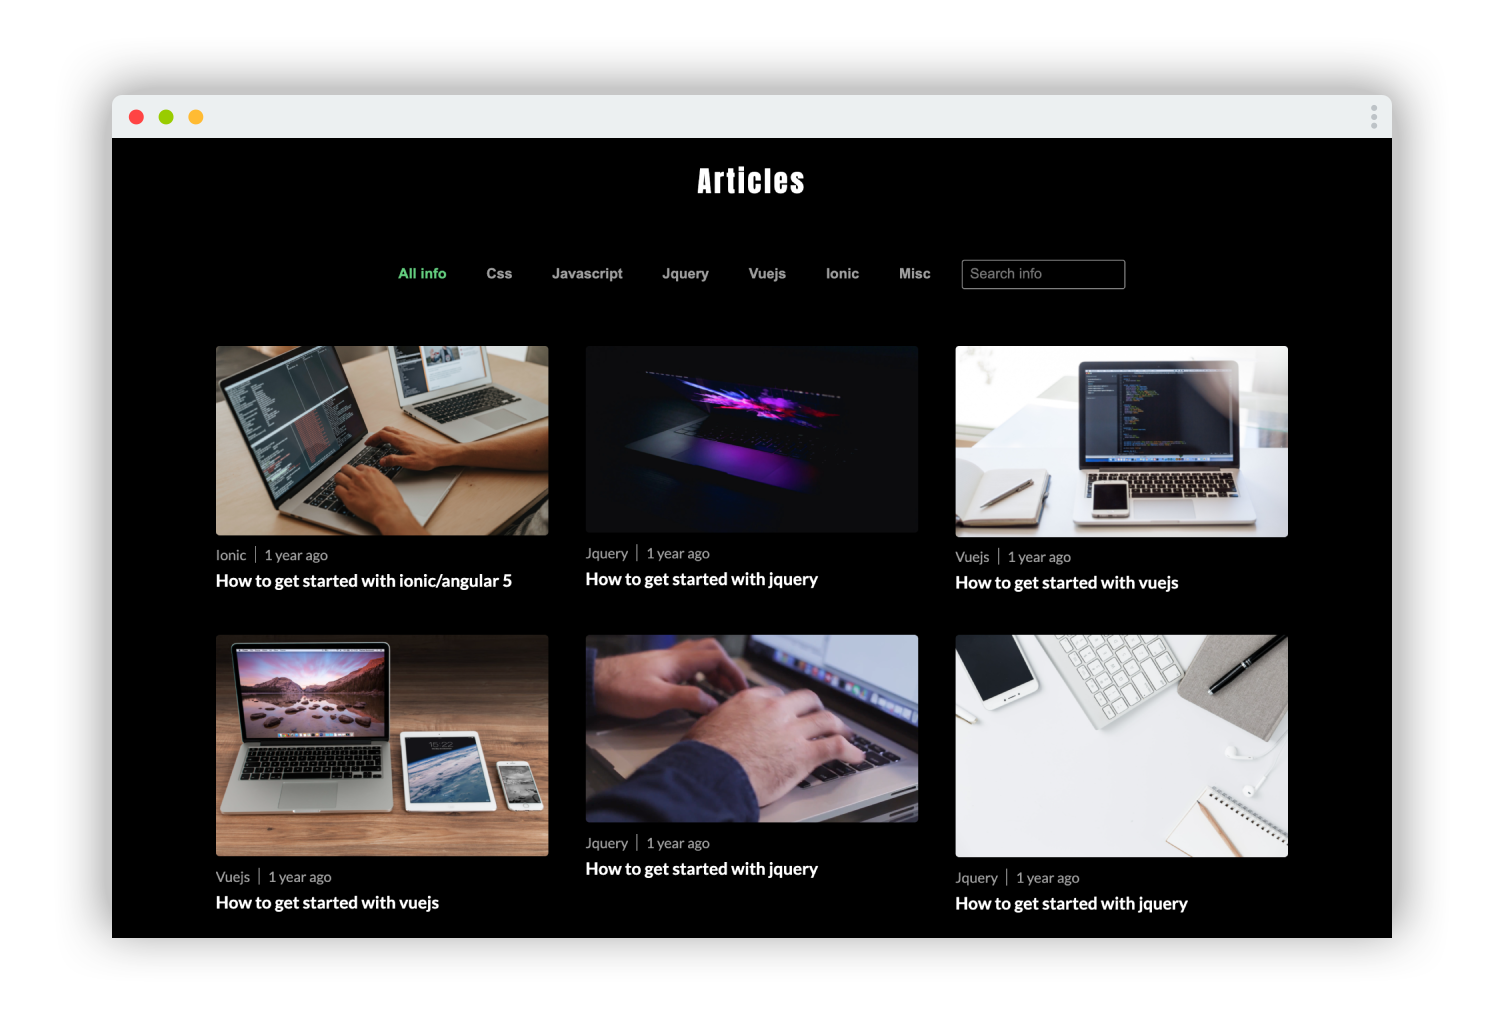 Articles
All info Css Javascript Jquery Vuejs Ionic Misc Search info
Ionic | 1 year ago
How to get started with ionic/angular 5
Jquery | 1 year ago
How to get started with jquery
Vuejs | 1 year ago
How to get started with vuejs
15:22
Vuejs | 1 year ago
How to get started with vuejs
Jquery | 1 year ago
How to get started with jquery
Jquery | 1 year ago
How to get started with jquery